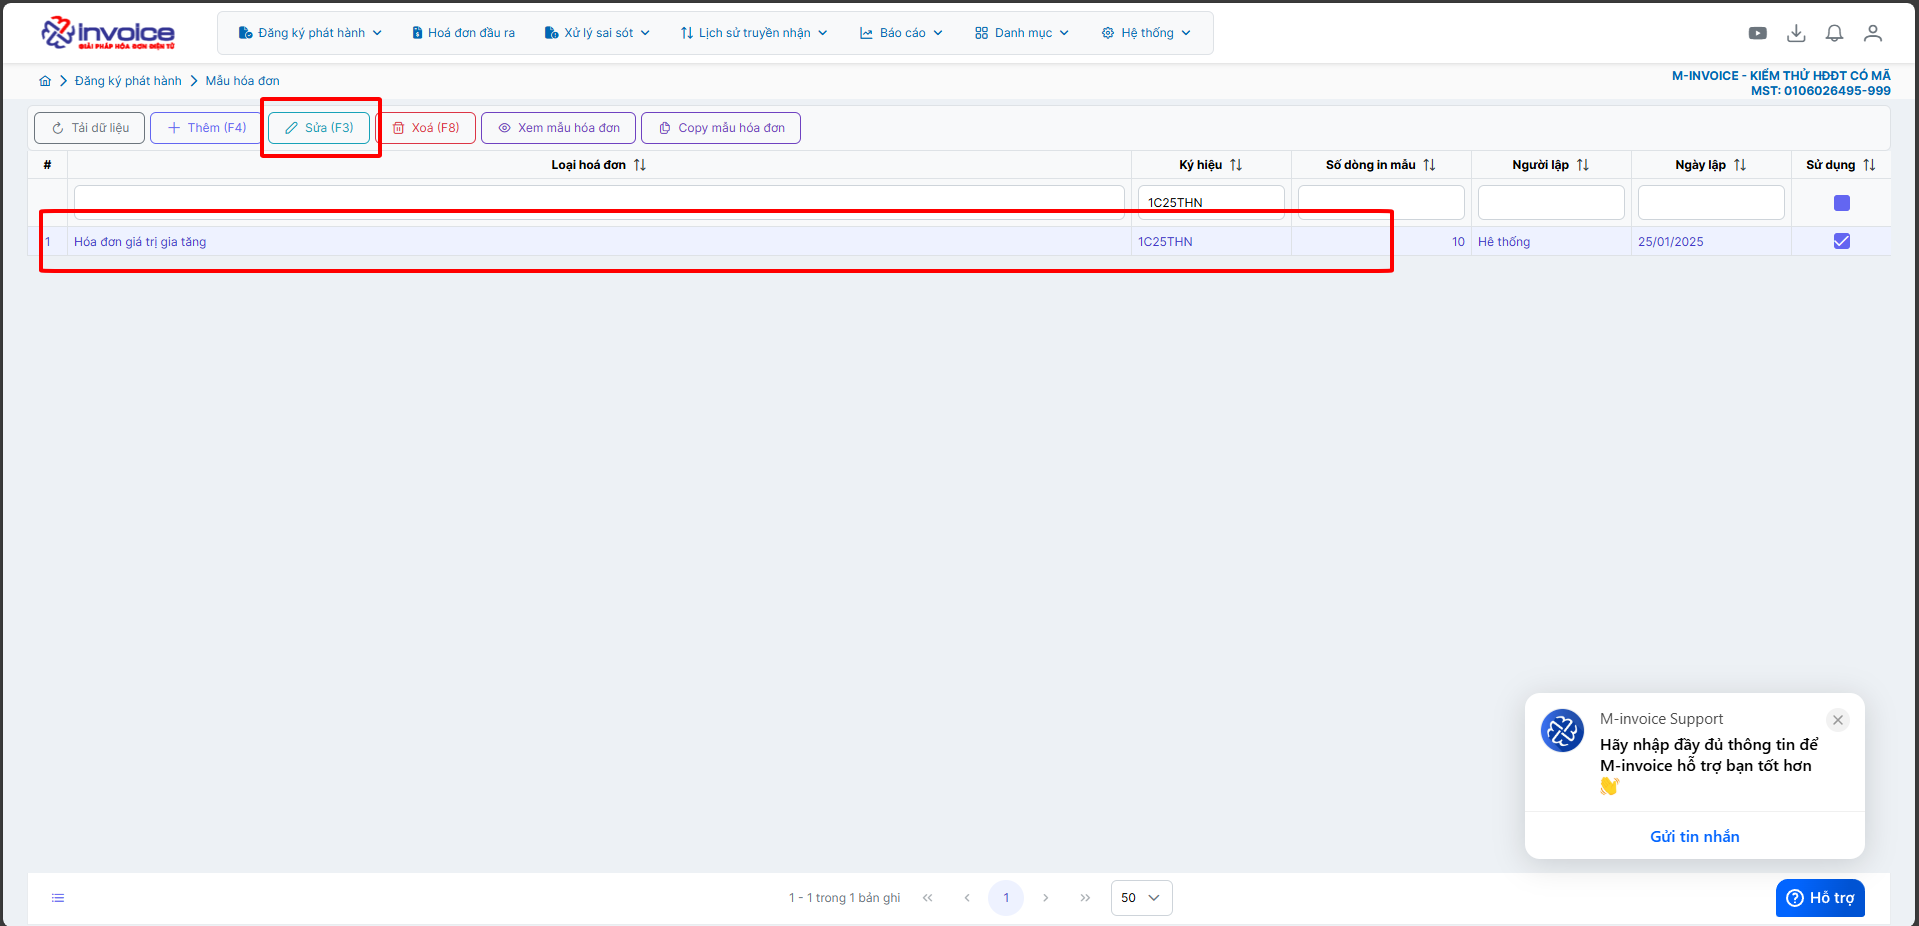 invoice
GIẢI PHÁP HÓA ĐƠN ĐIỆN TỬ
Đăng ký phát hành
Hoá đơn đầu ra
Xử lý sai sót
Lịch sử truyền nhận
Báo cáo
Danh mục
Hệ thống
Đăng ký phát hành
Mẫu hóa đơn
M-INVOICE - KIỂM THỬ HĐĐT CÓ MÃ
MST: 0106026495-999
Tải dữ liệu
Thêm (F4)
Sửa (F3)
Xoá (F8)
Xem mẫu hóa đơn
Copy mẫu hóa đơn
# Loại hoá đơn Ký hiệu Số dòng in mẫu Người lập Ngày lập Sử dụng
1C25THN
1 Hóa đơn giá trị gia tăng 1C25THN 10 Hê thống 25/01/2025
M-invoice Support
Hãy nhập đầy đủ thông tin để
M-invoice hỗ trợ bạn tốt hơn
👋
Gửi tin nhắn
1 - 1 trong 1 bản ghi « ‹ 1 › » 50
Hỗ trợ